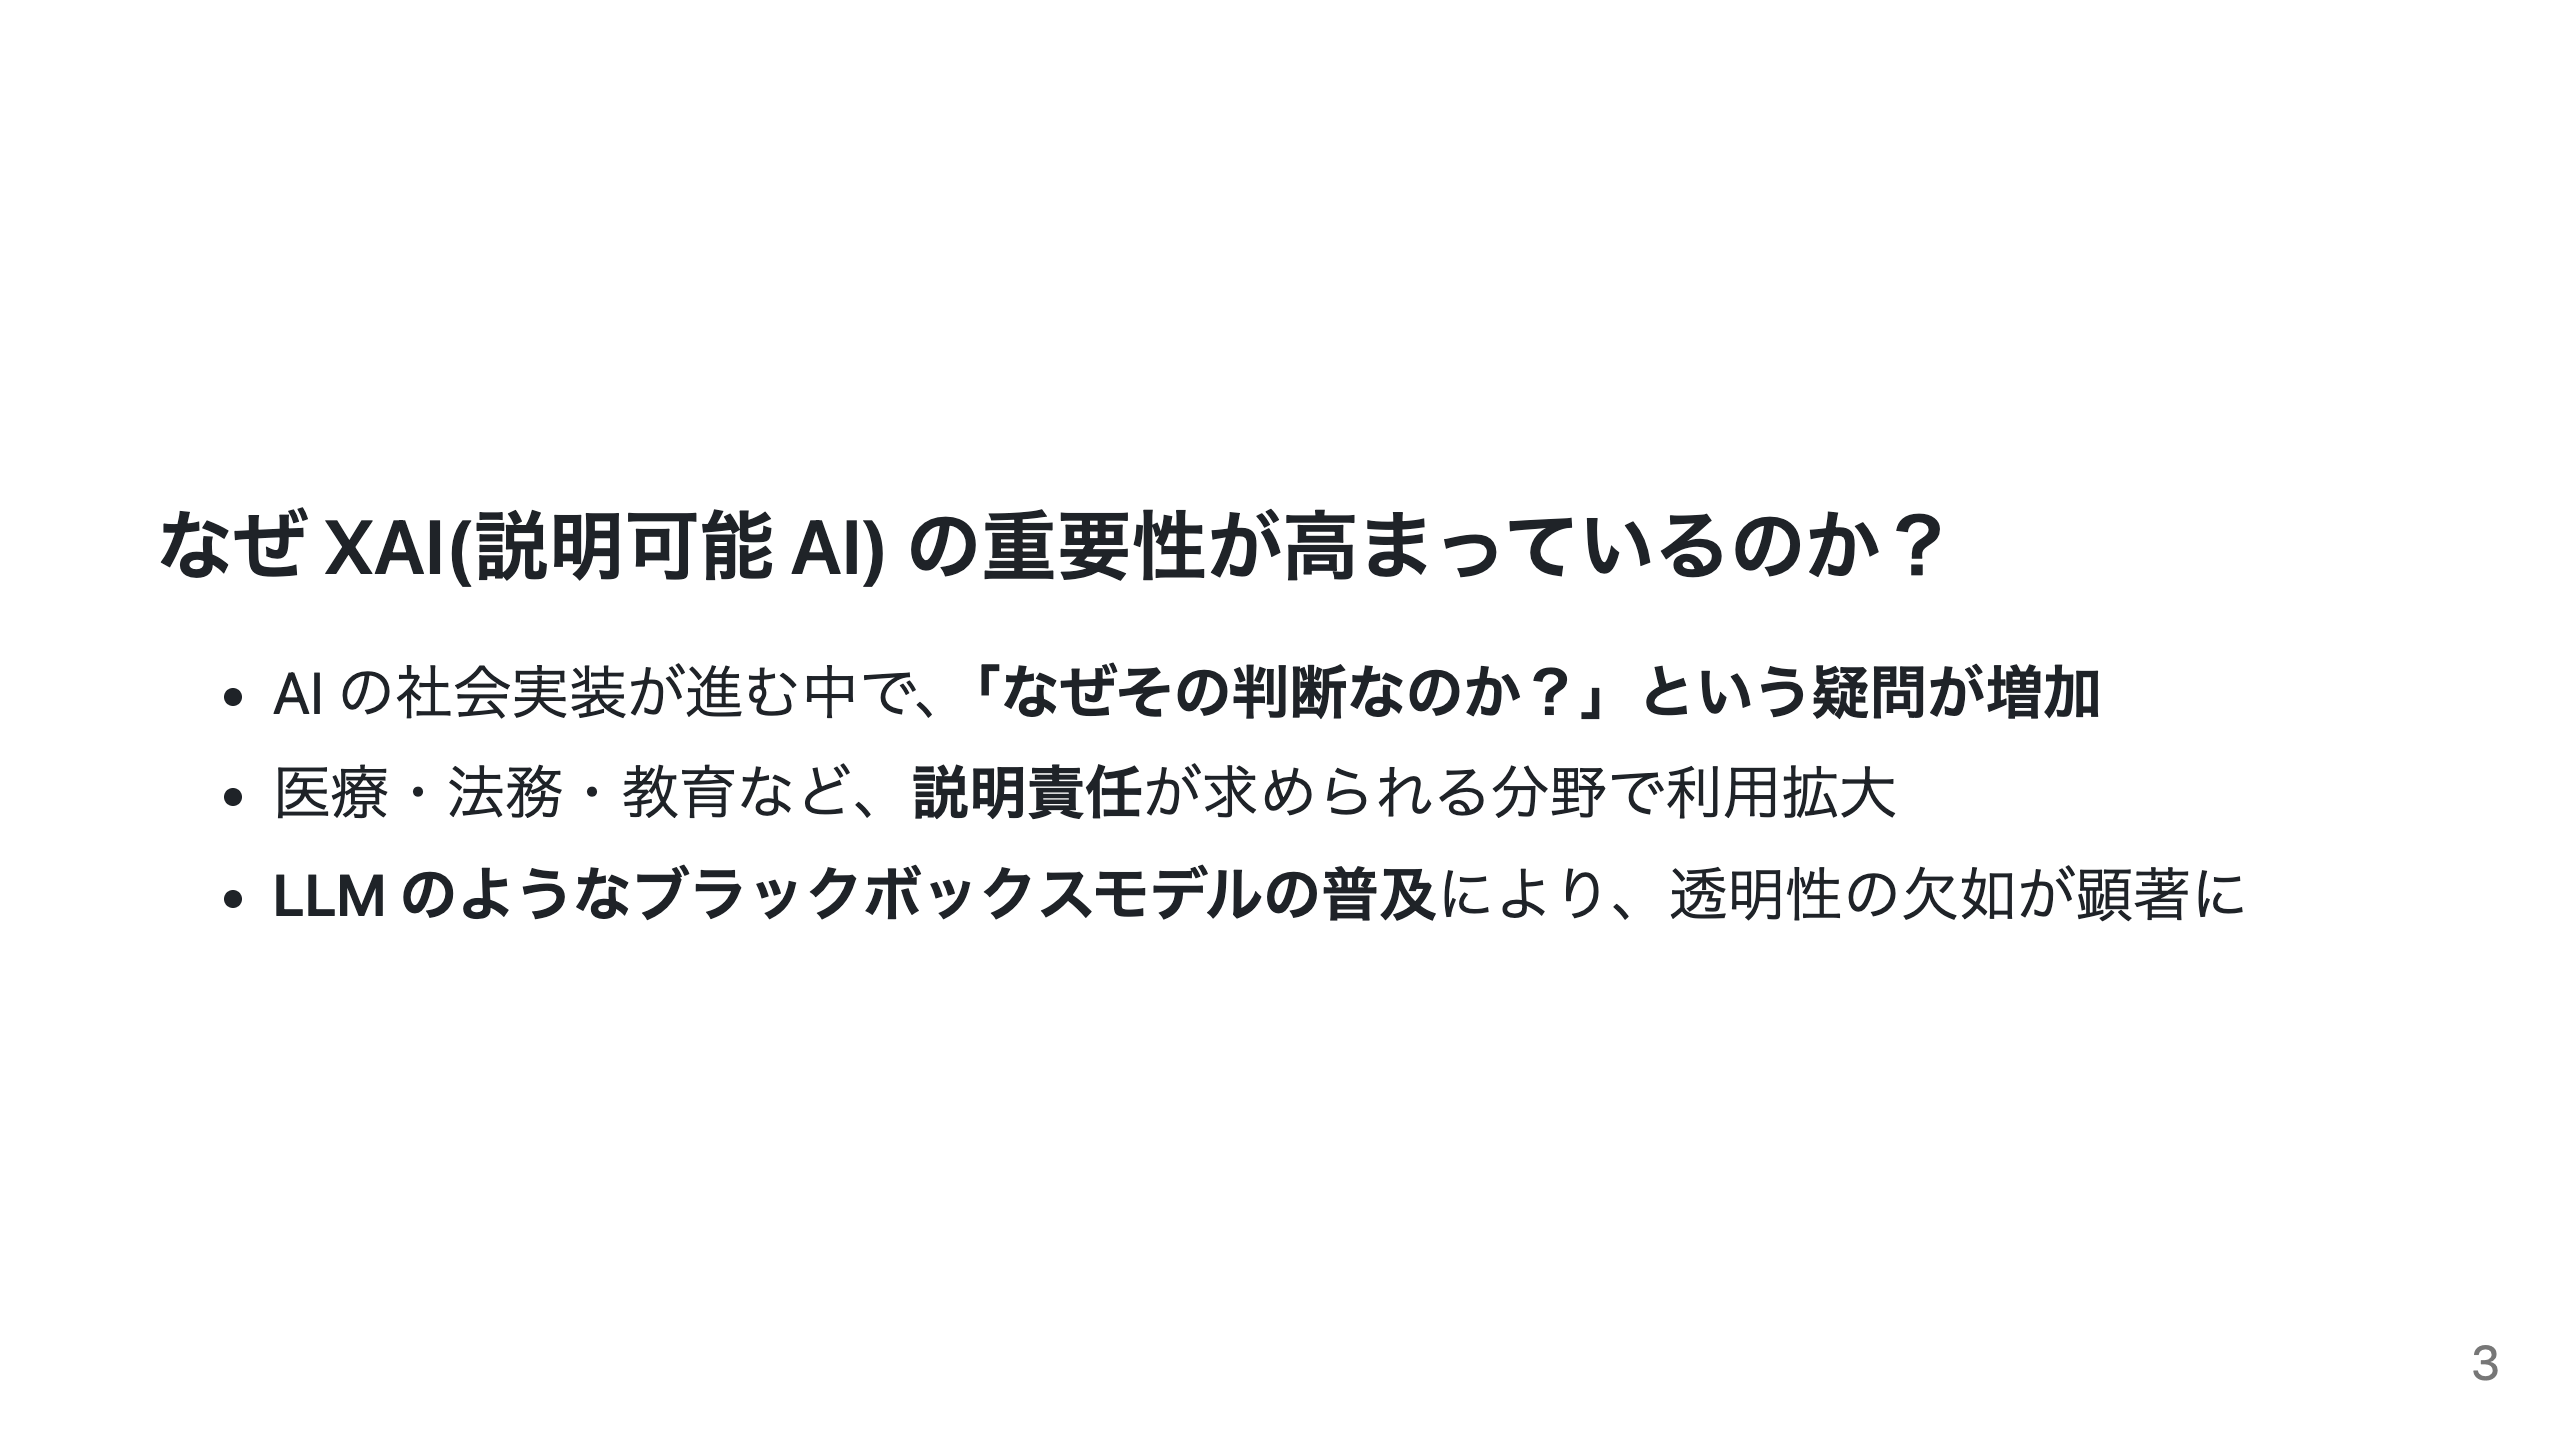 なぜ XAI(説明可能 AI) の重要性が高まっているのか？
• AI の社会実装が進む中で、「なぜその判断なのか？」という疑問が増加
• 医療・法務・教育など、説明責任が求められる分野で利用拡大
• LLM のようなブラックボックスモデルの普及により、透明性の欠如が顕著に
3